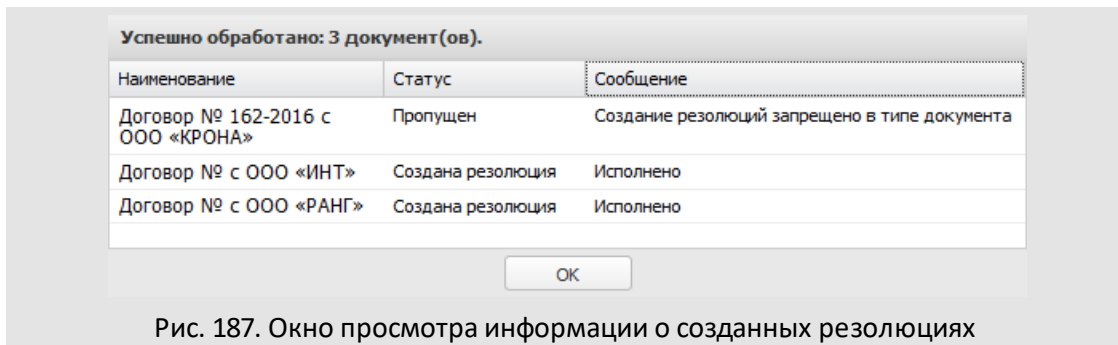 Успешно обработано: 3 документ(ов).
Наименование Статус Сообщение
Договор № 162-2016 с Пропущен Создание резолюций запрещено в типе документа
ООО «КРОНА»
Договор № с ООО «ИНТ» Создана резолюция Исполнено
Договор № с ООО «РАНГ» Создана резолюция Исполнено
ОК
Рис. 187. Окно просмотра информации о созданных резолюциях